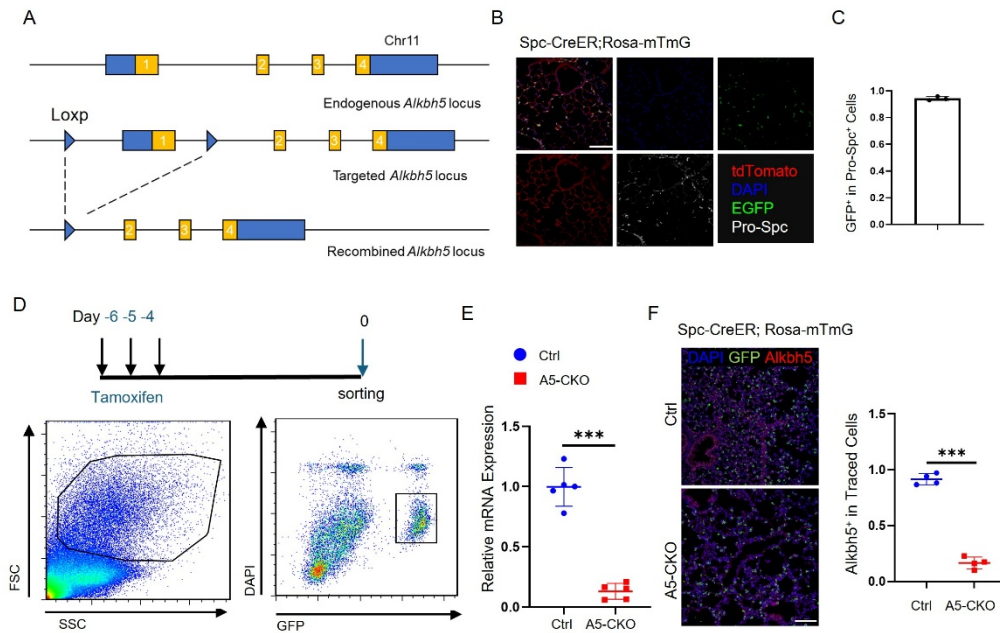 A
Chr11
1
2
3
4
Endogenous Alkbh5 locus
Loxp
1
2
3
4
Targeted Alkbh5 locus
2
3
4
Recombined Alkbh5 locus
B
Spc-CreER;Rosa-mTmG
tdTomato
DAPI
EGFP
Pro-Spc
C
GFP⁺ in Pro-Spc⁺ Cells
1.0
0.8
0.6
0.4
0.2
0.0
D
Day -6 -5 -4
0
Tamoxifen
sorting
FSC
SSC
DAPI
GFP
E
Ctrl
A5-CKO
Relative mRNA Expression
***
1.5
1.0
0.5
0.0
Ctrl
A5-CKO
F
Spc-CreER; Rosa-mTmG
DAPI GFP Alkbh5
Ctrl
A5-CKO
Alkbh5⁺ in Traced Cells
***
1.5
1.0
0.5
0.0
Ctrl
A5-CKO